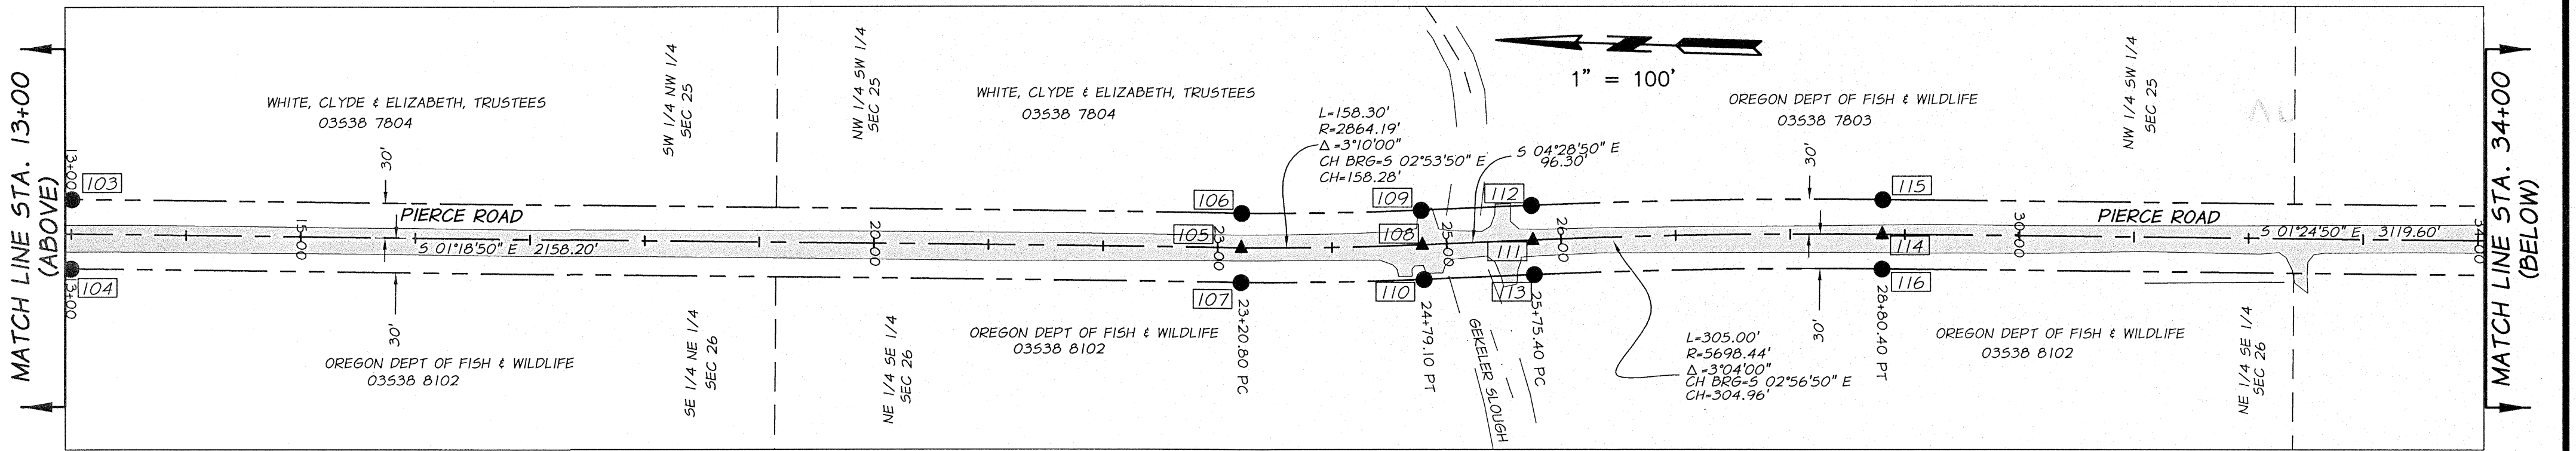 MATCH LINE STA. 13+00
(ABOVE)
13+00
103
104
13+00
WHITE, CLYDE & ELIZABETH, TRUSTEES
03538 7804
30'
PIERCE ROAD
15+00
S 01°18'50" E 2158.20'
30'
OREGON DEPT OF FISH & WILDLIFE
03538 8102
SW 1/4 NW 1/4
SEC 25
SE 1/4 NE 1/4
SEC 26
NW 1/4 SW 1/4
SEC 25
NE 1/4 SE 1/4
SEC 26
20+00
WHITE, CLYDE & ELIZABETH, TRUSTEES
03538 7804
OREGON DEPT OF FISH & WILDLIFE
03538 8102
106
105
107
23+00
23+20.80 PC
L=158.30'
R=2864.19'
Δ =3°10'00"
CH BRG=S 02°53'50" E
CH=158.28'
109
108
110
24+79.10 PT
25+00
S 04°28'50" E
96.30'
112
111
113
25+75.40 PC
26+00
GEKELER SLOUGH
1" = 100'
OREGON DEPT OF FISH & WILDLIFE
03538 7803
L=305.00'
R=5698.44'
Δ =3°04'00"
CH BRG=S 02°56'50" E
CH=304.96'
30'
30'
115
114
116
28+80.40 PT
30+00
OREGON DEPT OF FISH & WILDLIFE
03538 8102
PIERCE ROAD
S 01°24'50" E 3119.60'
NW 1/4 SW 1/4
SEC 25
NE 1/4 SE 1/4
SEC 26
34+00
MATCH LINE STA. 34+00
(BELOW)